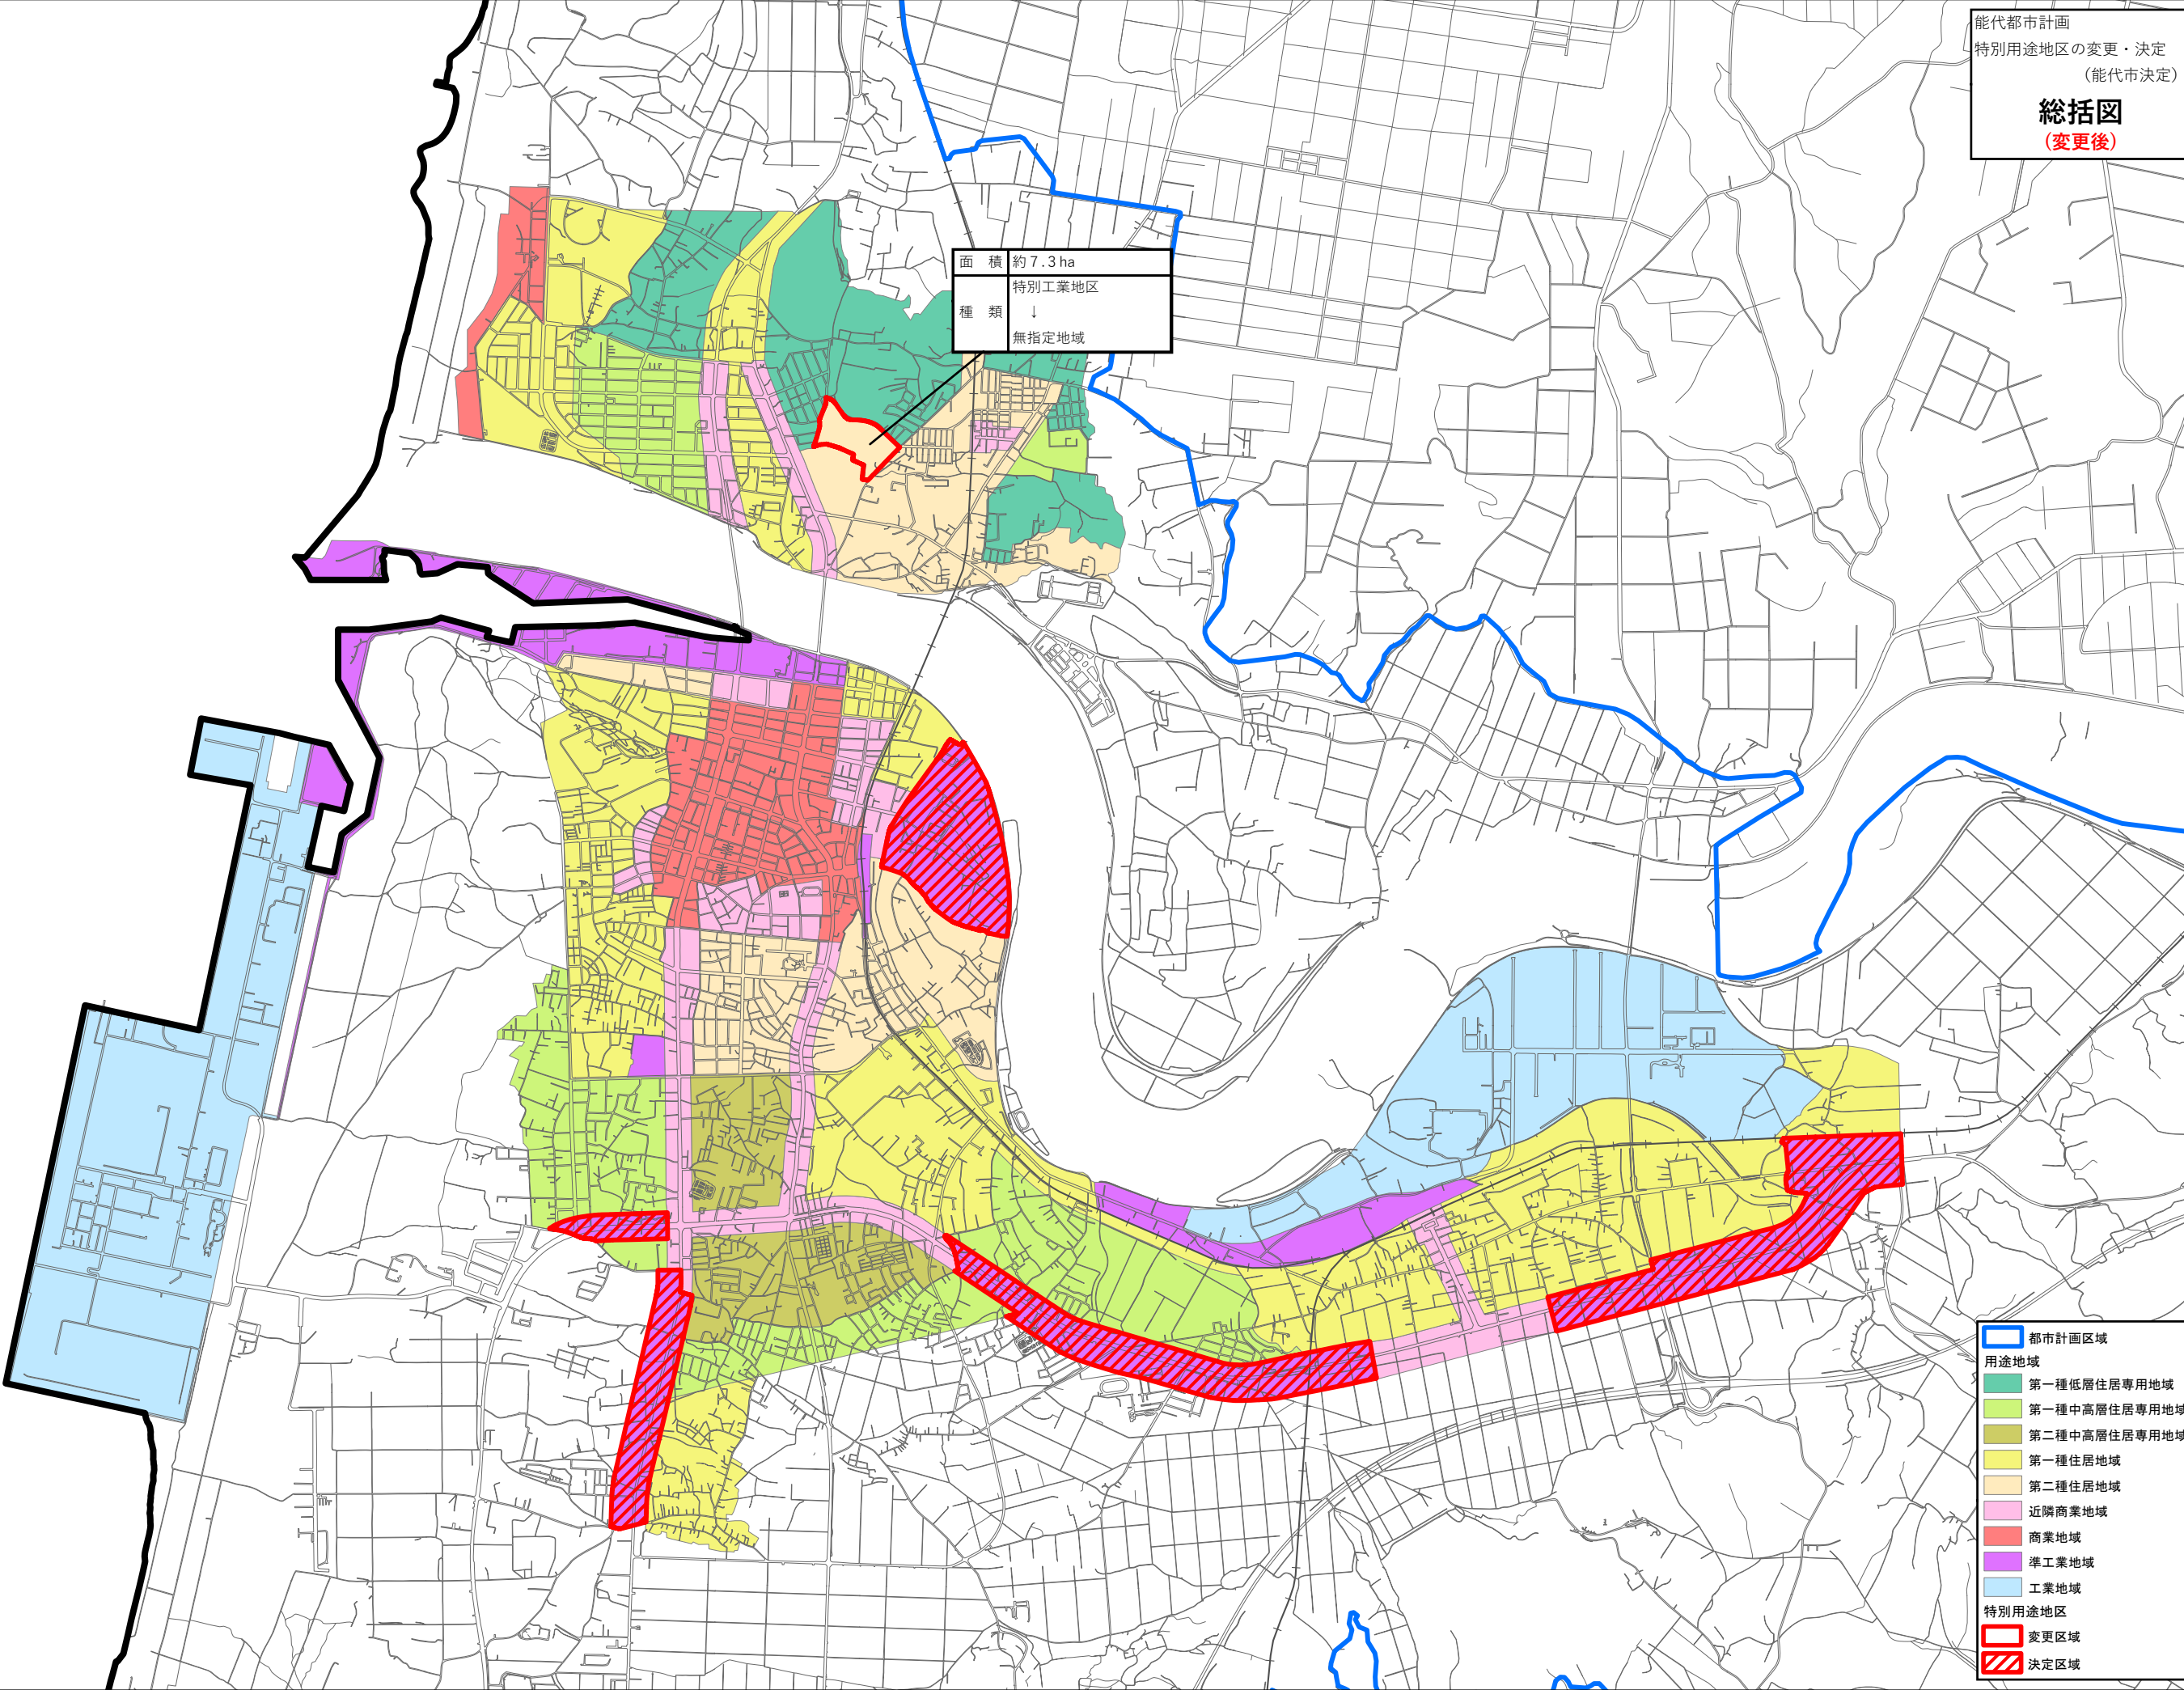 能代都市計画
特別用途地区の変更・決定
（能代市決定）
総括図
（変更後）
面 積 約7.3ha
種 類 特別工業地区
↓
無指定地域
都市計画区域
用途地域
第一種低層住居専用地域
第一種中高層住居専用地域
第二種中高層住居専用地域
第一種住居地域
第二種住居地域
近隣商業地域
商業地域
準工業地域
工業地域
特別用途地区
変更区域
決定区域